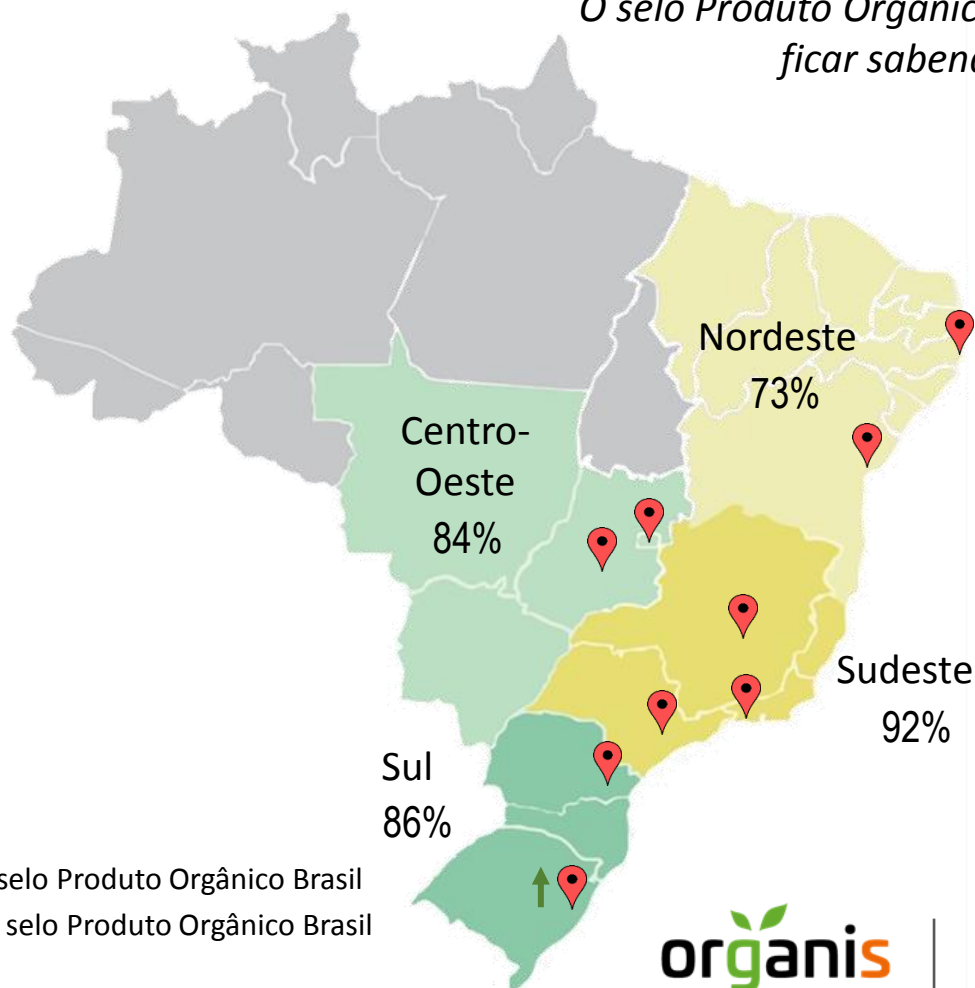 O selo Produto Orgânic
ficar sabend
Nordeste
73%
Centro-
Oeste
84%
Sudeste
92%
Sul
86%
selo Produto Orgânico Brasil
selo Produto Orgânico Brasil
organis